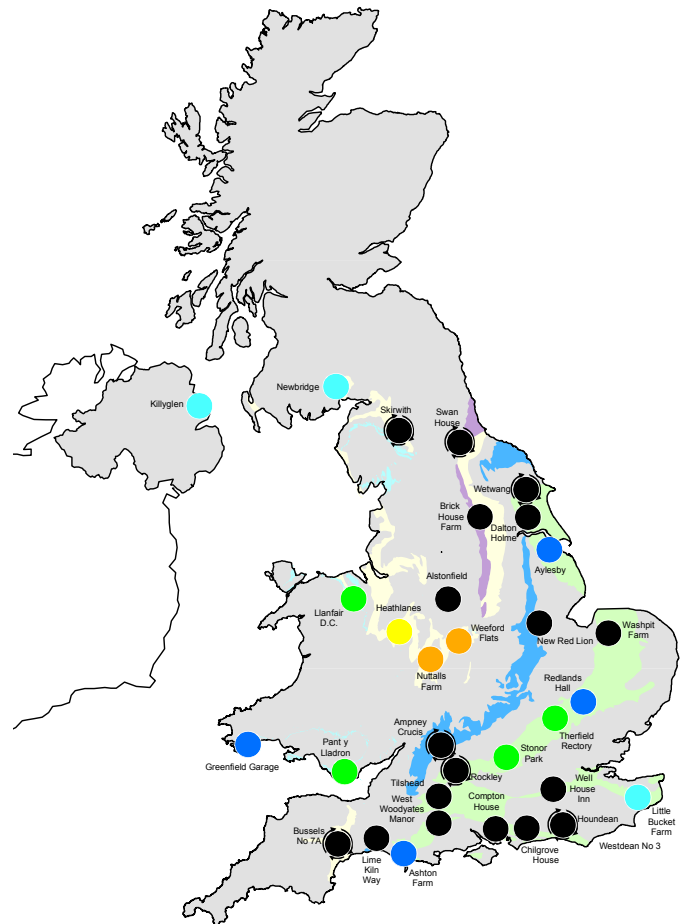 Newbridge
Killyglen
Skirwith
Swan
House
Wetwang
Brick
House
Farm
Dalton
Holme
Aylesby
Alstonfield
Llanfair
D.C.
Heathlanes
Weeford
Flats
New Red Lion
Washpit
Farm
Nuttalls
Farm
Redlands
Hall
Ampney
Crucis
Therfield
Rectory
Greenfield Garage
Pant y
Lladron
Stonor
Park
Tilshead
Rockley
Well
House
Inn
West
Woodyates
Manor
Compton
House
Houndean
Little
Bucket
Farm
Bussels
No 7A
Lime
Kiln
Way
Ashton
Farm
Chilgrove
House
Westdean No 3